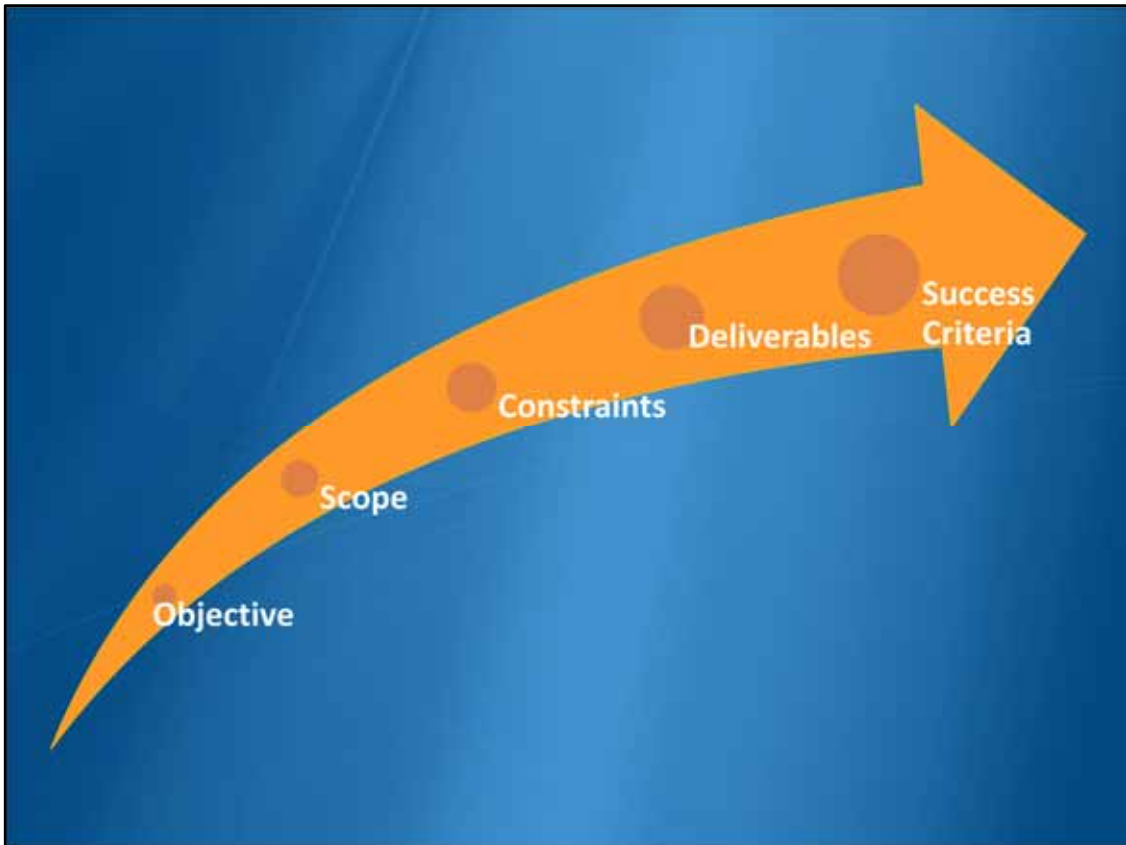 Objective
Scope
Constraints
Deliverables
Success
Criteria